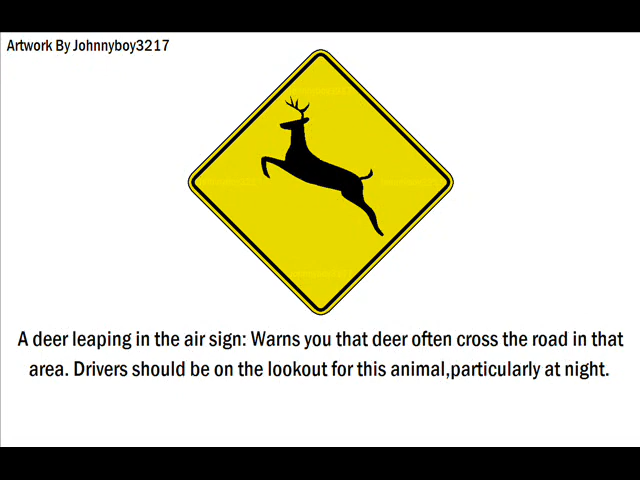 Artwork By Johnnyboy3217
A deer leaping in the air sign: Warns you that deer often cross the road in that
area. Drivers should be on the lookout for this animal,particularly at night.